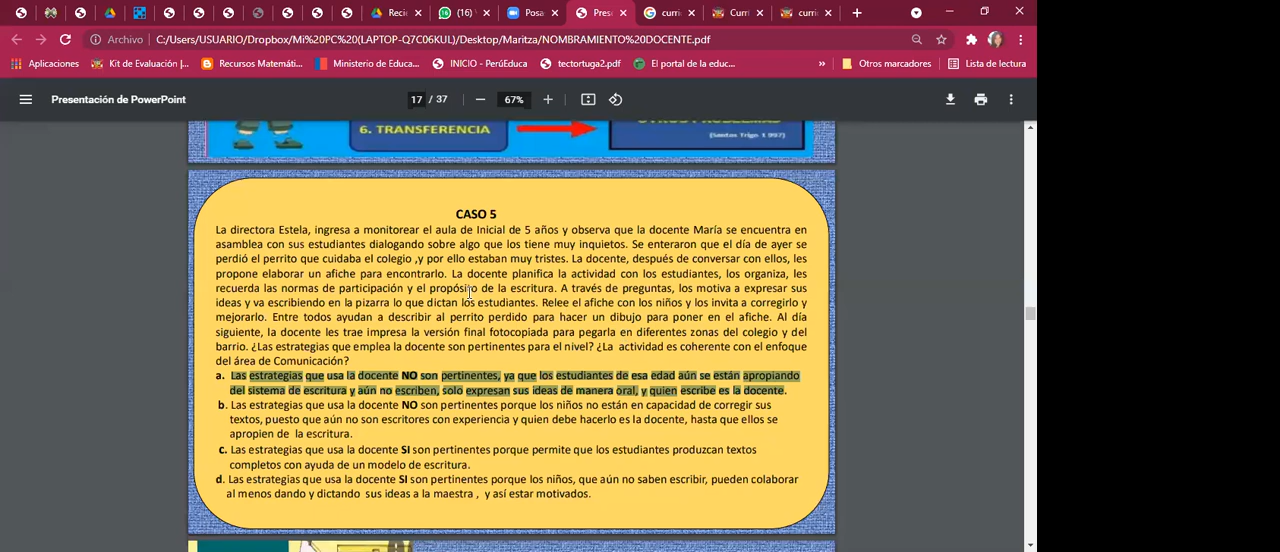 Recie
(16)
Posa
Pres
curri
Curri
curri
Archivo
C:/Users/USUARIO/Dropbox/Mi%20PC%20(LAPTOP-Q7C06KUL)/Desktop/Maritza/NOMBRAMIENTO%20DOCENTE.pdf
Aplicaciones
Kit de Evaluación |...
Recursos Matemáti...
Ministerio de Educa...
INICIO - PerúEduca
tectortuga2.pdf
El portal de la educ...
»
Otros marcadores
Lista de lectura
Presentación de PowerPoint
17 / 37
67%
6. TRANSFERENCIA
(Santos Trigo 1997)
CASO 5
La directora Estela, ingresa a monitorear el aula de Inicial de 5 años y observa que la docente María se encuentra en
asamblea con sus estudiantes dialogando sobre algo que los tiene muy inquietos. Se enteraron que el día de ayer se
perdió el perrito que cuidaba el colegio ,y por ello estaban muy tristes. La docente, después de conversar con ellos, les
propone elaborar un afiche para encontrarlo. La docente planifica la actividad con los estudiantes, los organiza, les
recuerda las normas de participación y el propósito de la escritura. A través de preguntas, los motiva a expresar sus
ideas y va escribiendo en la pizarra lo que dictan los estudiantes. Relee el afiche con los niños y los invita a corregirlo y
mejorarlo. Entre todos ayudan a describir al perrito perdido para hacer un dibujo para poner en el afiche. Al día
siguiente, la docente les trae impresa la versión final fotocopiada para pegarla en diferentes zonas del colegio y del
barrio. ¿Las estrategias que emplea la docente son pertinentes para el nivel? ¿La actividad es coherente con el enfoque
del área de Comunicación?
a. Las estrategias que usa la docente NO son pertinentes, ya que los estudiantes de esa edad aún se están apropiando
del sistema de escritura y aún no escriben, solo expresan sus ideas de manera oral, y quien escribe es la docente.
b. Las estrategias que usa la docente NO son pertinentes porque los niños no están en capacidad de corregir sus
textos, puesto que aún no son escritores con experiencia y quien debe hacerlo es la docente, hasta que ellos se
apropien de la escritura.
c. Las estrategias que usa la docente SI son pertinentes porque permite que los estudiantes produzcan textos
completos con ayuda de un modelo de escritura.
d. Las estrategias que usa la docente SI son pertinentes porque los niños, que aún no saben escribir, pueden colaborar
al menos dando y dictando sus ideas a la maestra , y así estar motivados.